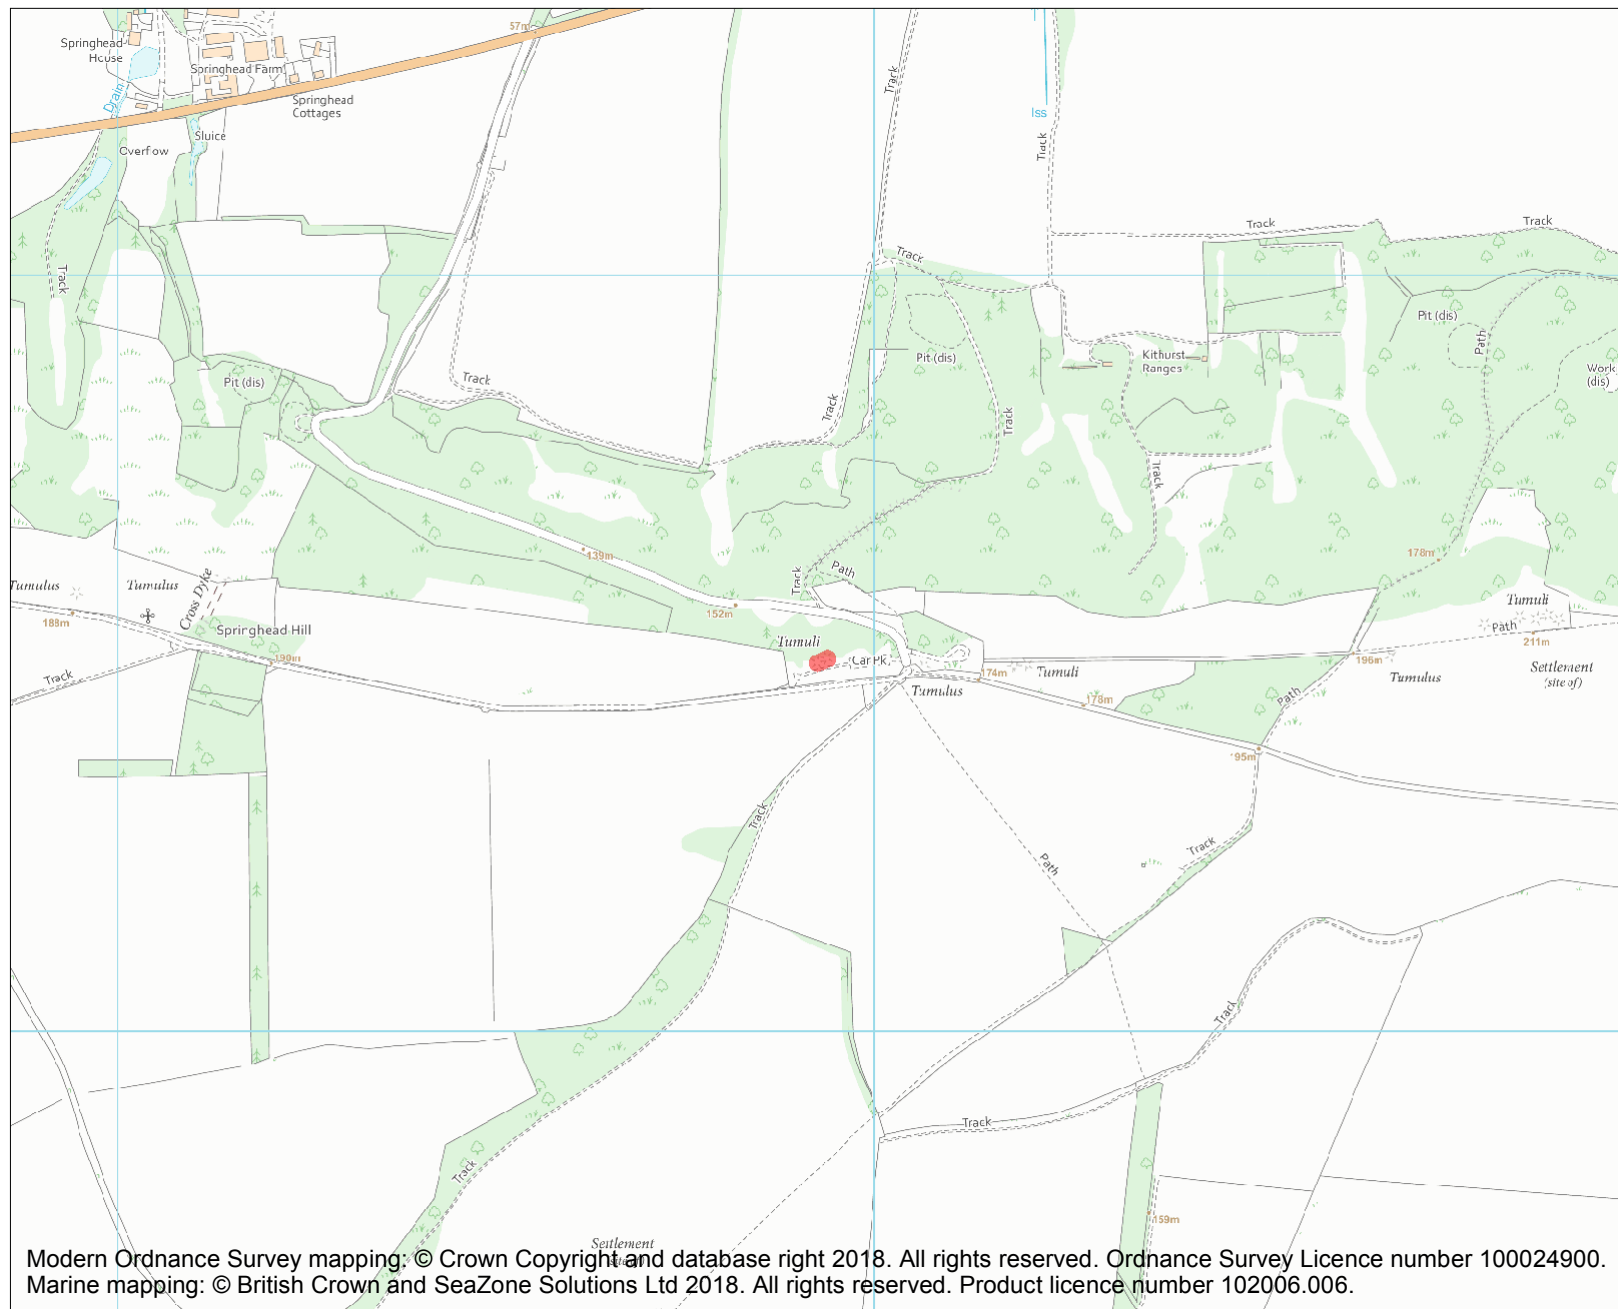 57m
Springhead
House
Springhead Farm
Drain
Springhead
Cottages
Sluice
Overflow
Track
Iss
Track
Track
Track
Track
Track
Pit (dis)
Path
Pit (dis)
Kithurst
Ranges
Work
(dis)
Pit (dis)
Track
Track
Track
Track
139m
178m
Track
Path
Tumulus
Tumulus
Cross Dyke
188m
152m
Tumuli
Path
211m
Springhead Hill
190m
Tumuli
Car Pk
174m
Tumuli
Tumulus
196m
Tumulus
Settlement
(site of)
Track
178m
Path
195m
Track
Path
Track
Track
Track
Track
159m
Settlement
Modern Ordnance Survey mapping: © Crown Copyright and database right 2018. All rights reserved. Ordnance Survey Licence number 100024900.
Marine mapping: © British Crown and SeaZone Solutions Ltd 2018. All rights reserved. Product licence number 102006.006.